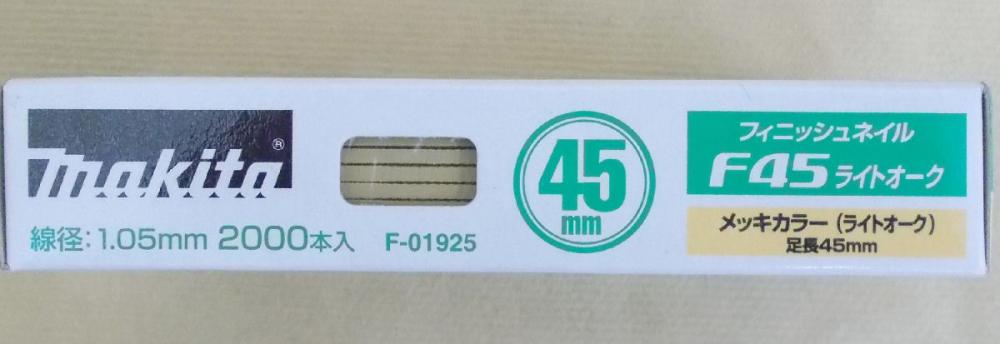 makita®
線径:1.05mm 2000本入 F-01925
45
mm
フィニッシュネイル
F45 ライトオーク
メッキカラー(ライトオーク)
足長45mm